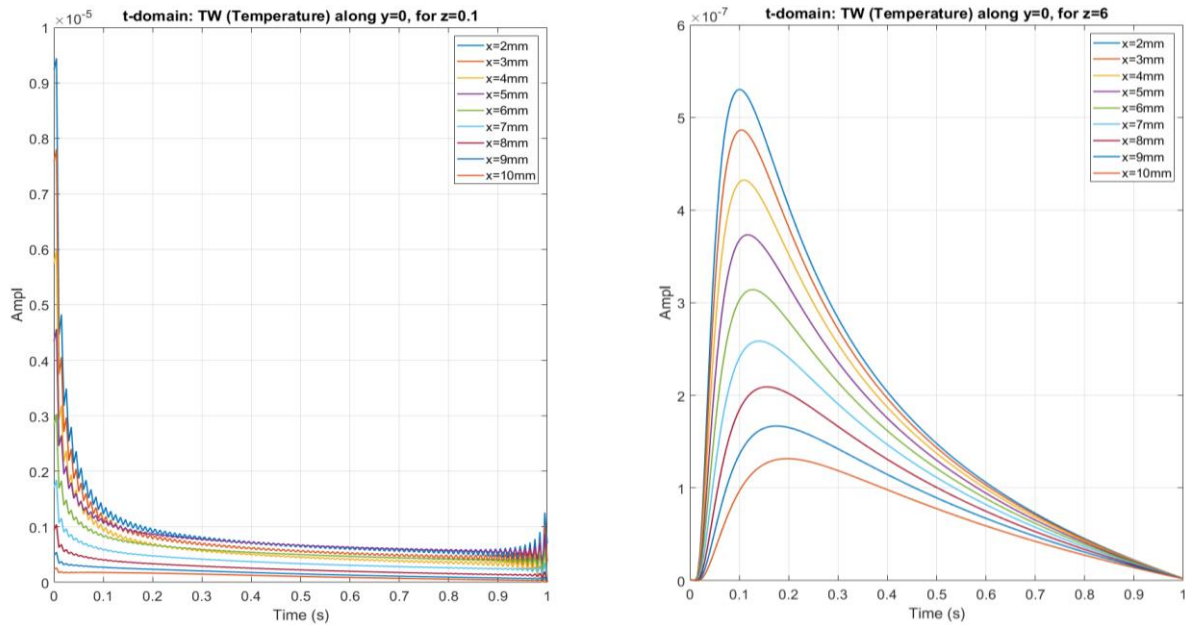 t-domain: TW (Temperature) along y=0, for z=0.1
×10⁻⁵
1
0.9
0.8
0.7
0.6
0.5
0.4
0.3
0.2
0.1
0
Ampl
0 0.1 0.2 0.3 0.4 0.5 0.6 0.7 0.8 0.9 1
Time (s)
x=2mm
x=3mm
x=4mm
x=5mm
x=6mm
x=7mm
x=8mm
x=9mm
x=10mm
t-domain: TW (Temperature) along y=0, for z=6
×10⁻⁷
6
5
4
3
2
1
0
Ampl
0 0.1 0.2 0.3 0.4 0.5 0.6 0.7 0.8 0.9 1
Time (s)
x=2mm
x=3mm
x=4mm
x=5mm
x=6mm
x=7mm
x=8mm
x=9mm
x=10mm